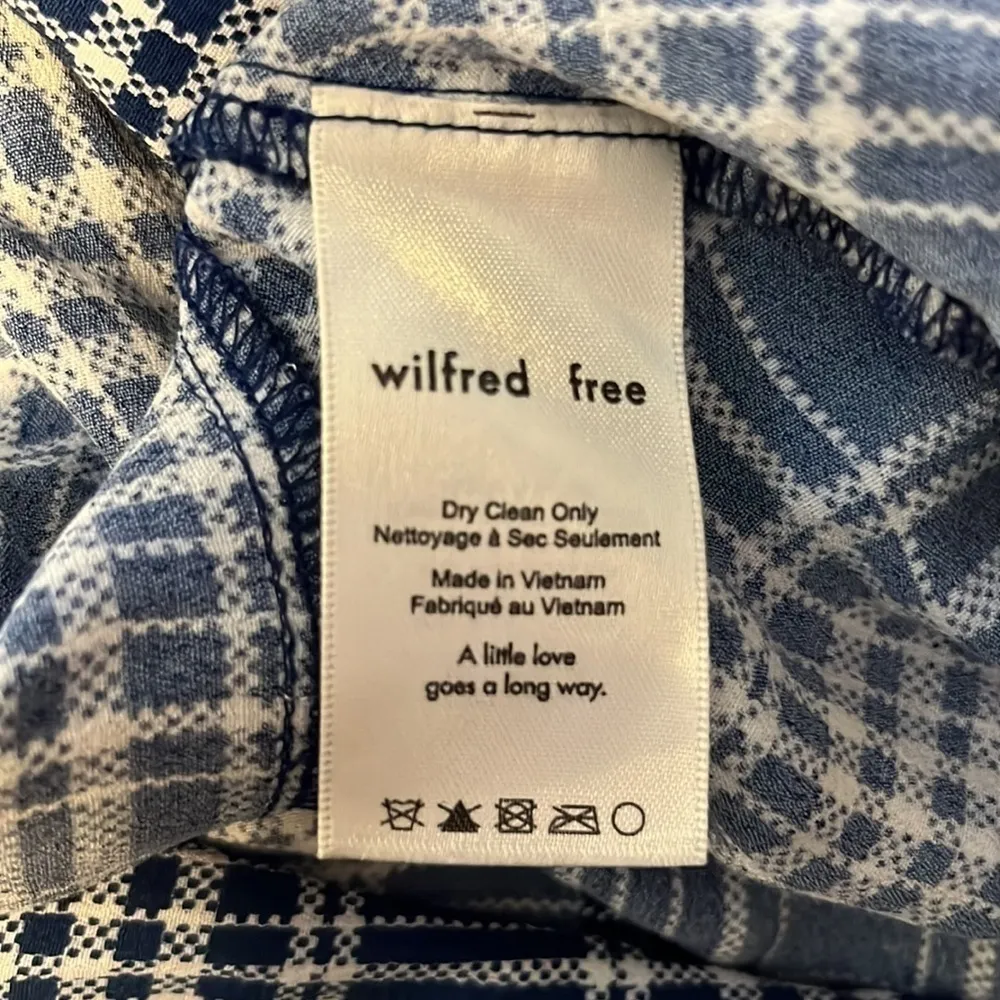 wilfred free
Dry Clean Only
Nettoyage à Sec Seulement
Made in Vietnam
Fabriqué au Vietnam
A little love
goes a long way.